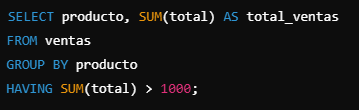 SELECT producto, SUM(total) AS total_ventas
FROM ventas
GROUP BY producto
HAVING SUM(total) > 1000;